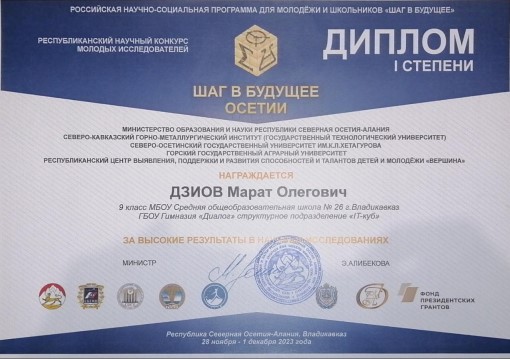 РОССИЙСКАЯ НАУЧНО-СОЦИАЛЬНАЯ ПРОГРАММА ДЛЯ МОЛОДЁЖИ И ШКОЛЬНИКОВ «ШАГ В БУДУЩЕЕ»
РЕСПУБЛИКАНСКИЙ НАУЧНЫЙ КОНКУРС
МОЛОДЫХ ИССЛЕДОВАТЕЛЕЙ
ДИПЛОМ
I СТЕПЕНИ
ШАГ В БУДУЩЕЕ
ОСЕТИИ
МИНИСТЕРСТВО ОБРАЗОВАНИЯ И НАУКИ РЕСПУБЛИКИ СЕВЕРНАЯ ОСЕТИЯ-АЛАНИЯ
СЕВЕРО-КАВКАЗСКИЙ ГОРНО-МЕТАЛЛУРГИЧЕСКИЙ ИНСТИТУТ (ГОСУДАРСТВЕННЫЙ ТЕХНОЛОГИЧЕСКИЙ УНИВЕРСИТЕТ)
СЕВЕРО-ОСЕТИНСКИЙ ГОСУДАРСТВЕННЫЙ УНИВЕРСИТЕТ ИМ.К.Л.ХЕТАГУРОВА
ГОРСКИЙ ГОСУДАРСТВЕННЫЙ АГРАРНЫЙ УНИВЕРСИТЕТ
РЕСПУБЛИКАНСКИЙ ЦЕНТР ВЫЯВЛЕНИЯ, ПОДДЕРЖКИ И РАЗВИТИЯ СПОСОБНОСТЕЙ И ТАЛАНТОВ ДЕТЕЙ И МОЛОДЁЖИ «ВЕРШИНА»
НАГРАЖДАЕТСЯ
ДЗИОВ Марат Олегович
9 класс МБОУ Средняя общеобразовательная школа № 26 г.Владикавказ
ГБОУ Гимназия «Диалог» структурное подразделение «IT-куб»
ЗА ВЫСОКИЕ РЕЗУЛЬТАТЫ В НАУЧНЫХ ИССЛЕДОВАНИЯХ
МИНИСТР
Э.АЛИБЕКОВА
ФОНД
ПРЕЗИДЕНТСКИХ
ГРАНТОВ
Республика Северная Осетия-Алания, Владикавказ
28 ноября - 1 декабря 2023 года